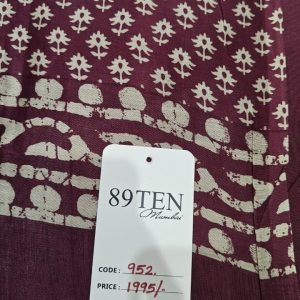 89TEN
Mumbai
CODE: 952.
PRICE: 1995/-